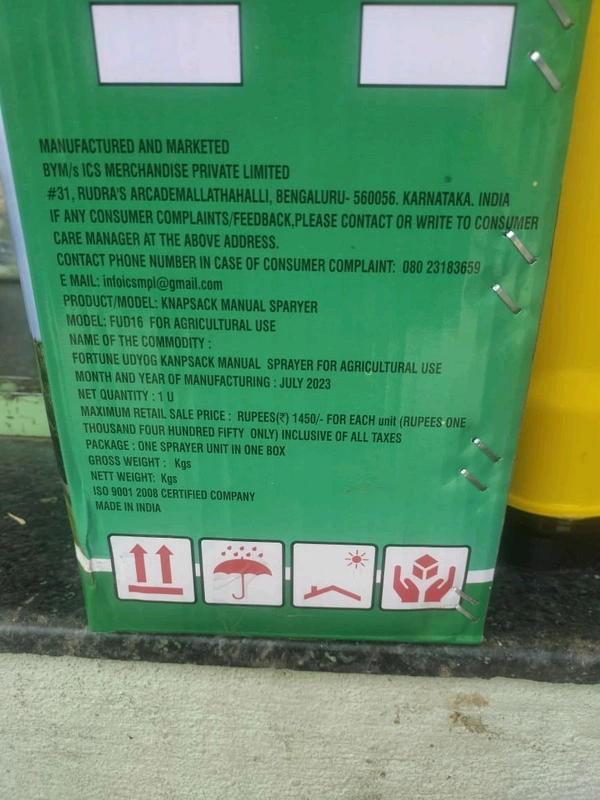 MANUFACTURED AND MARKETED
BYM/s ICS MERCHANDISE PRIVATE LIMITED
#31, RUDRA'S ARCADEMALLATHAHALLI, BENGALURU- 560056. KARNATAKA. INDIA
IF ANY CONSUMER COMPLAINTS/FEEDBACK,PLEASE CONTACT OR WRITE TO CONSUMER
CARE MANAGER AT THE ABOVE ADDRESS.
CONTACT PHONE NUMBER IN CASE OF CONSUMER COMPLAINT: 080 23183659
E MAIL: infoicsmpl@gmail.com
PRODUCT/MODEL: KNAPSACK MANUAL SPARYER
MODEL: FUD16 FOR AGRICULTURAL USE
NAME OF THE COMMODITY :
FORTUNE UDYOG KANPSACK MANUAL SPRAYER FOR AGRICULTURAL USE
MONTH AND YEAR OF MANUFACTURING : JULY 2023
NET QUANTITY : 1 U
MAXIMUM RETAIL SALE PRICE : RUPEES(₹) 1450/- FOR EACH unit (RUPEES ONE
THOUSAND FOUR HUNDRED FIFTY ONLY) INCLUSIVE OF ALL TAXES
PACKAGE : ONE SPRAYER UNIT IN ONE BOX
GROSS WEIGHT : Kgs
NETT WEIGHT: Kgs
ISO 9001 2008 CERTIFIED COMPANY
MADE IN INDIA